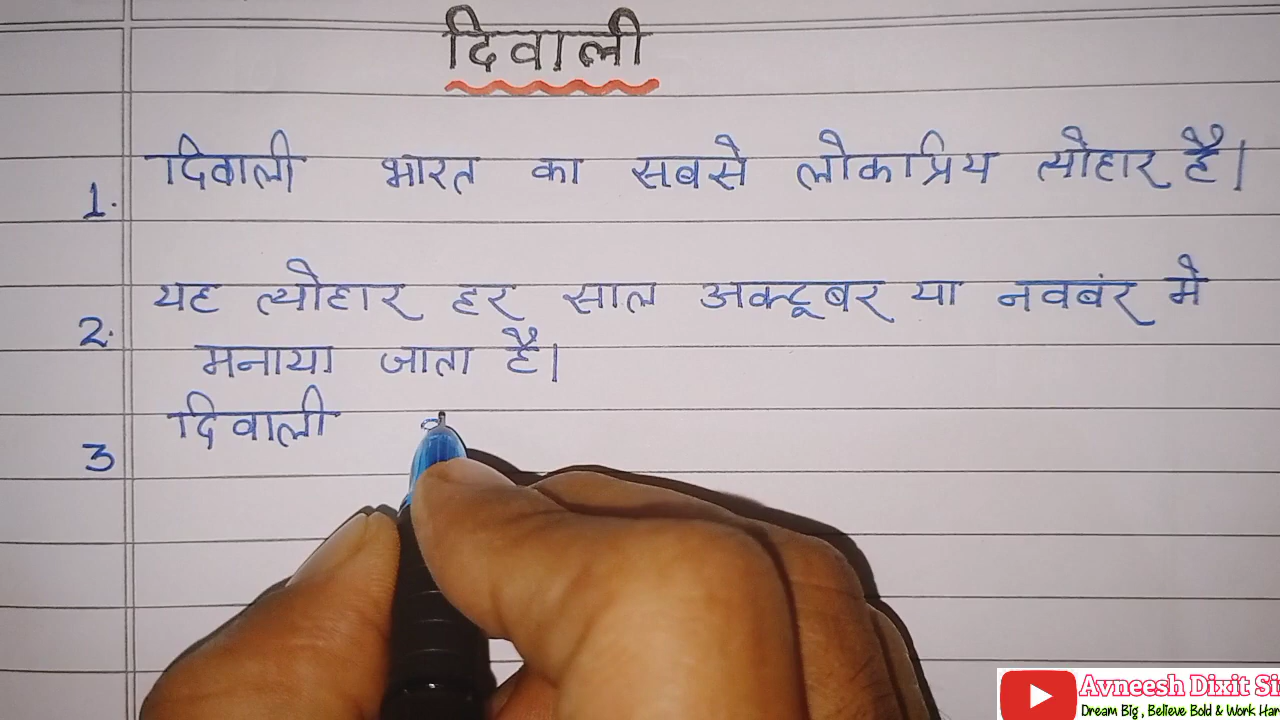 दिवाली
1. दिवाली भारत का सबसे लोकाप्रिय त्योहार है।
2. यह त्योहार हर साल अक्टूबर या नवबंर मे
मनाया जाता है।
3 दिवाली
Avneesh Dixit Si
Dream Big , Believe Bold & Work Har